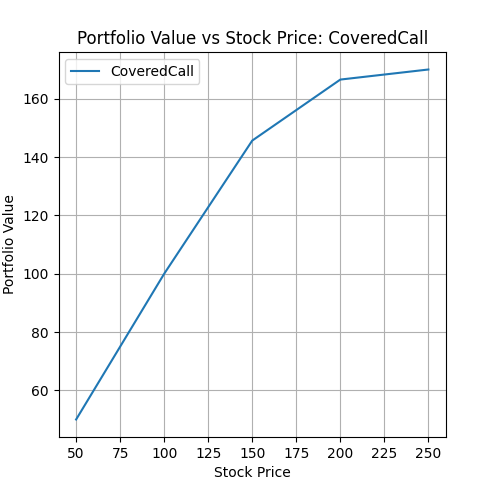 Portfolio Value vs Stock Price: CoveredCall
CoveredCall
Portfolio Value
160
140
120
100
80
60
50 75 100 125 150 175 200 225 250
Stock Price